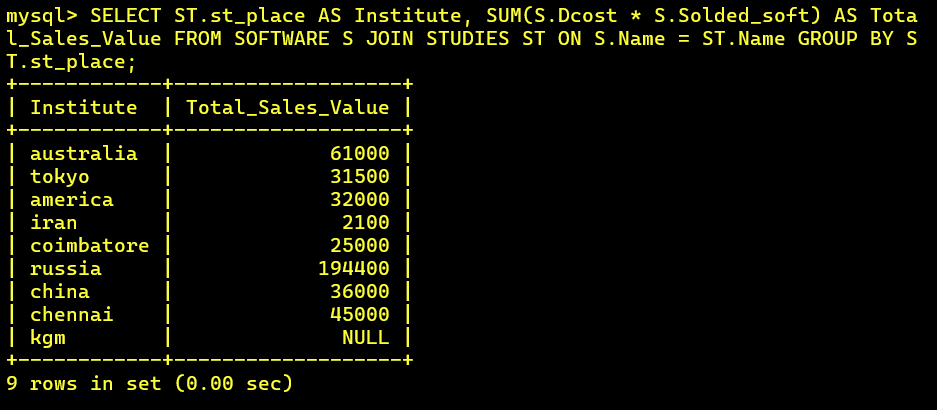 mysql> SELECT ST.st_place AS Institute, SUM(S.Dcost * S.Solded_soft) AS Tota
l_Sales_Value FROM SOFTWARE S JOIN STUDIES ST ON S.Name = ST.Name GROUP BY S
T.st_place;
+------------+-------------------+
| Institute  | Total_Sales_Value |
+------------+-------------------+
| australia  |             61000 |
| tokyo      |             31500 |
| america    |             32000 |
| iran       |              2100 |
| coimbatore |             25000 |
| russia     |            194400 |
| china      |             36000 |
| chennai    |             45000 |
| kgm        |              NULL |
+------------+-------------------+
9 rows in set (0.00 sec)